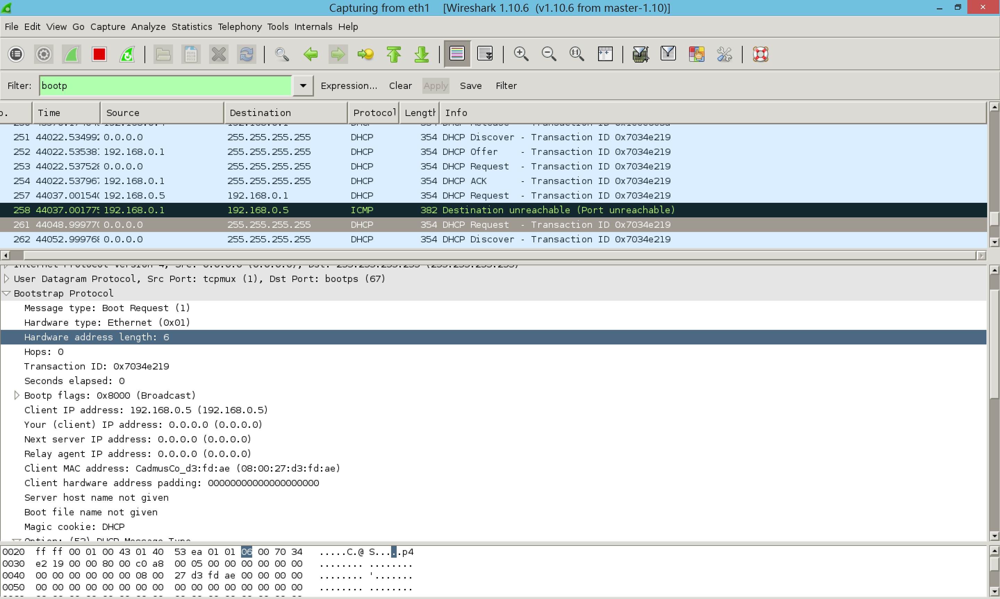 Capturing from eth1 [Wireshark 1.10.6 (v1.10.6 from master-1.10)]
File Edit View Go Capture Analyze Statistics Telephony Tools Internals Help
Filter: bootp Expression... Clear Apply Save Filter
o. Time Source Destination Protocol Length Info
251 44022.534992 0.0.0.0 255.255.255.255 DHCP 354 DHCP Discover - Transaction ID 0x7034e219
252 44022.53538 192.168.0.1 255.255.255.255 DHCP 354 DHCP Offer - Transaction ID 0x7034e219
253 44022.537528 0.0.0.0 255.255.255.255 DHCP 354 DHCP Request - Transaction ID 0x7034e219
254 44022.53796 192.168.0.1 255.255.255.255 DHCP 354 DHCP ACK - Transaction ID 0x7034e219
257 44037.00154 192.168.0.5 192.168.0.1 DHCP 354 DHCP Request - Transaction ID 0x7034e219
258 44037.001775 192.168.0.1 192.168.0.5 ICMP 382 Destination unreachable (Port unreachable)
261 44048.99977 0.0.0.0 255.255.255.255 DHCP 354 DHCP Request - Transaction ID 0x7034e219
262 44052.999768 0.0.0.0 255.255.255.255 DHCP 354 DHCP Discover - Transaction ID 0x7034e219
Internet Protocol Version 4, Src: 0.0.0.0 (0.0.0.0), Dst: 255.255.255.255 (255.255.255.255)
User Datagram Protocol, Src Port: tcpmux (1), Dst Port: bootps (67)
Bootstrap Protocol
Message type: Boot Request (1)
Hardware type: Ethernet (0x01)
Hardware address length: 6
Hops: 0
Transaction ID: 0x7034e219
Seconds elapsed: 0
Bootp flags: 0x8000 (Broadcast)
Client IP address: 192.168.0.5 (192.168.0.5)
Your (client) IP address: 0.0.0.0 (0.0.0.0)
Next server IP address: 0.0.0.0 (0.0.0.0)
Relay agent IP address: 0.0.0.0 (0.0.0.0)
Client MAC address: CadmusCo_d3:fd:ae (08:00:27:d3:fd:ae)
Client hardware address padding: 00000000000000000000
Server host name not given
Boot file name not given
Magic cookie: DHCP
Option: (53) DHCP Message Type
0020 ff ff 00 01 00 43 01 40 53 ea 01 01 06 00 70 34 .....C.@ S.....p4
0030 e2 19 00 00 80 00 c0 a8 00 05 00 00 00 00 00 00 ........ ........
0040 00 00 00 00 00 00 08 00 27 d3 fd ae 00 00 00 00 ........ '.......
0050 00 00 00 00 00 00 00 00 00 00 00 00 00 00 00 00 ........ ........